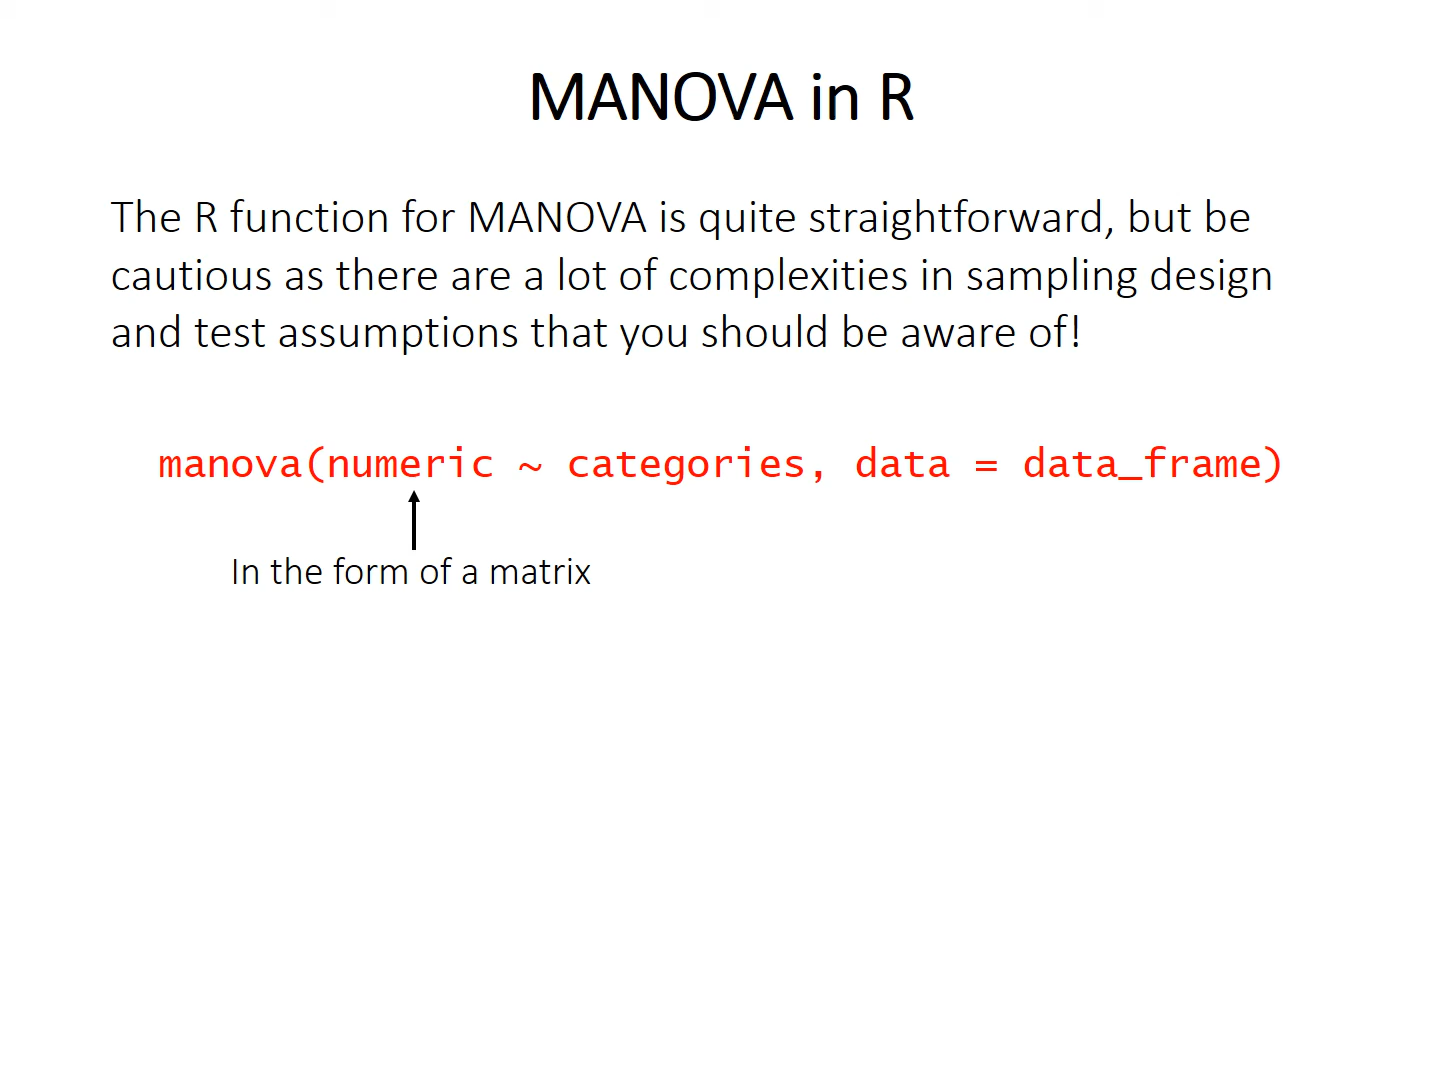 MANOVA in R
The R function for MANOVA is quite straightforward, but be
cautious as there are a lot of complexities in sampling design
and test assumptions that you should be aware of!
manova(numeric ~ categories, data = data_frame)
In the form of a matrix